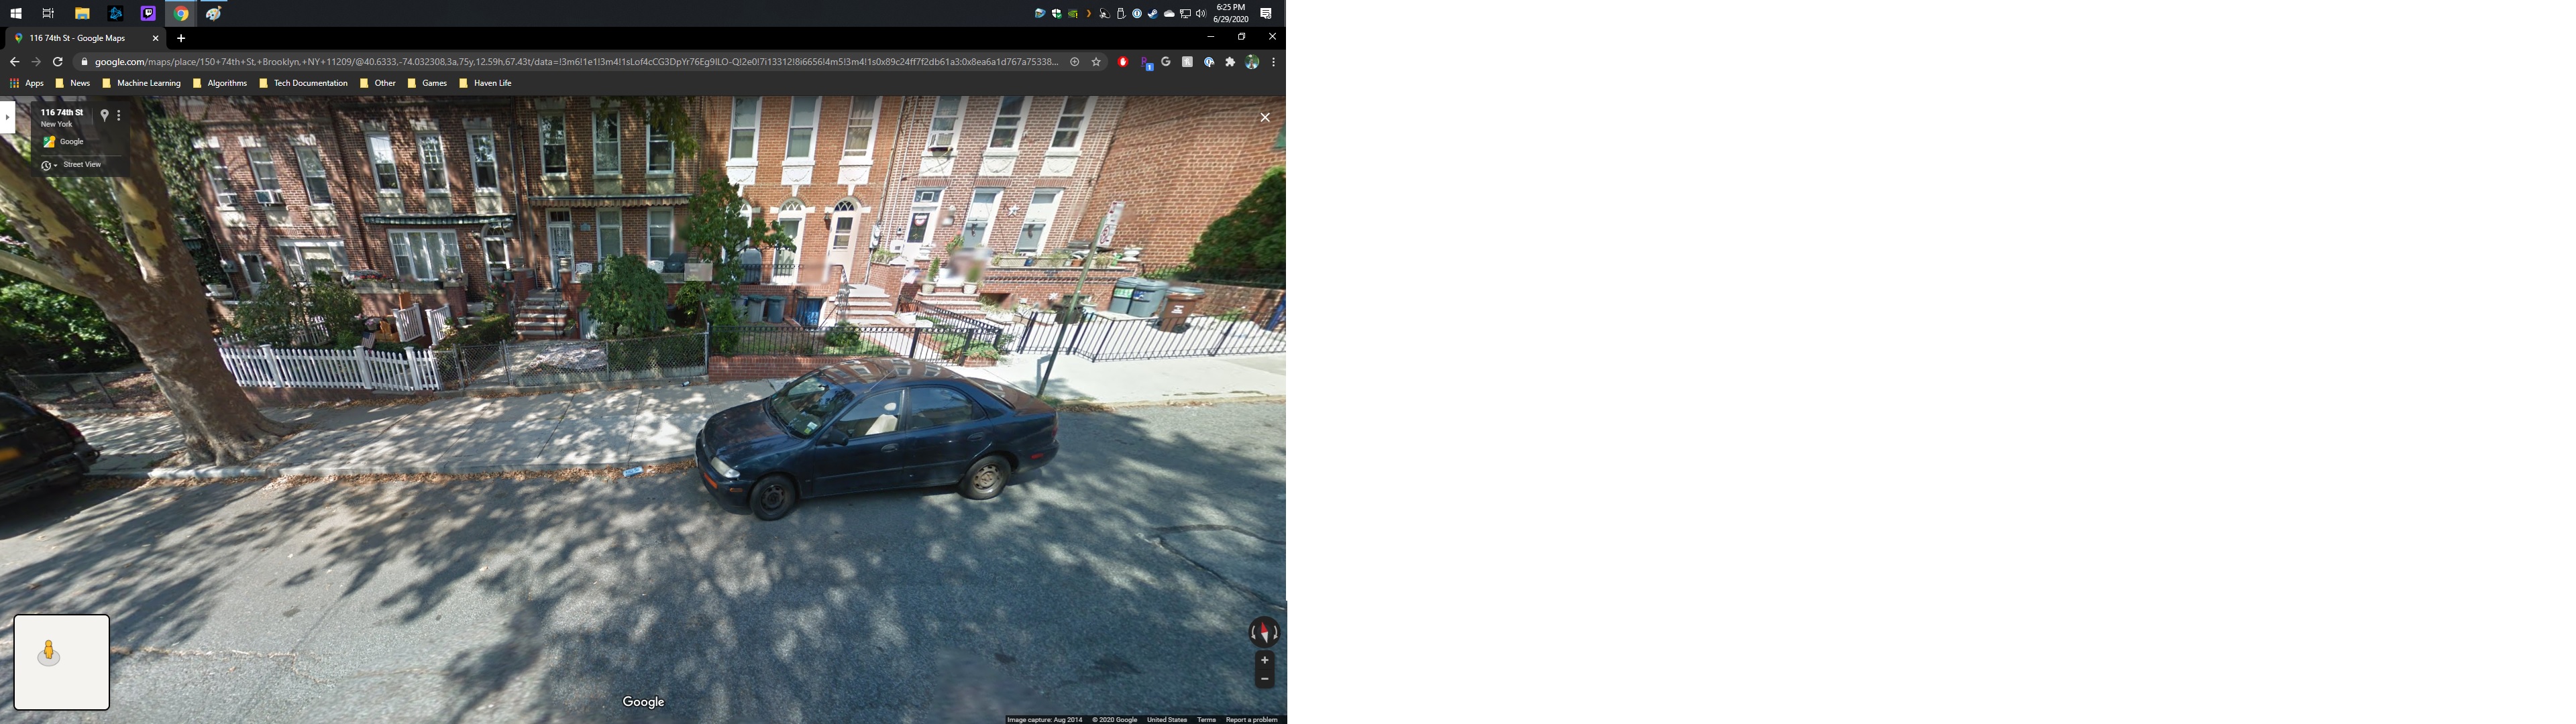 6:25 PM
6/29/2020
116 74th St - Google Maps
google.com/maps/place/150+74th+St,+Brooklyn,+NY+11209/@40.6333,-74.032308,3a,75y,12.59h,67.43t/data=!3m6!1e1!3m4!1sLof4cCG3DpYr76Eg9ILO-Q!2e0!7i13312!8i6656!4m5!3m4!1s0x89c24ff7f2db61a3:0x8ea6a1d767a75338...
Apps News Machine Learning Algorithms Tech Documentation Other Games Haven Life
116 74th St
New York
Google
Street View
Google
Image capture: Aug 2014 © 2020 Google United States Terms Report a problem